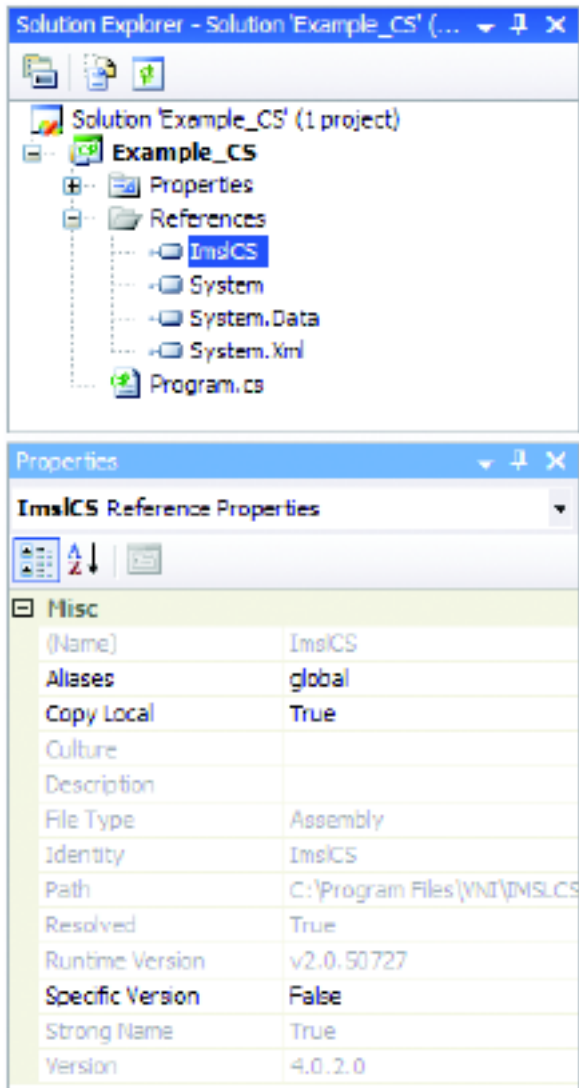 Solution Explorer - Solution 'Example_CS' (...
Solution 'Example_CS' (1 project)
Example_CS
Properties
References
ImslCS
System
System.Data
System.Xml
Program.cs
Properties
ImslCS Reference Properties
Misc
(Name) ImslCS
Aliases global
Copy Local True
Culture
Description
File Type Assembly
Identity ImslCS
Path C:\Program Files\VNI\IMSLCS
Resolved True
Runtime Version v2.0.50727
Specific Version False
Strong Name True
Version 4.0.2.0